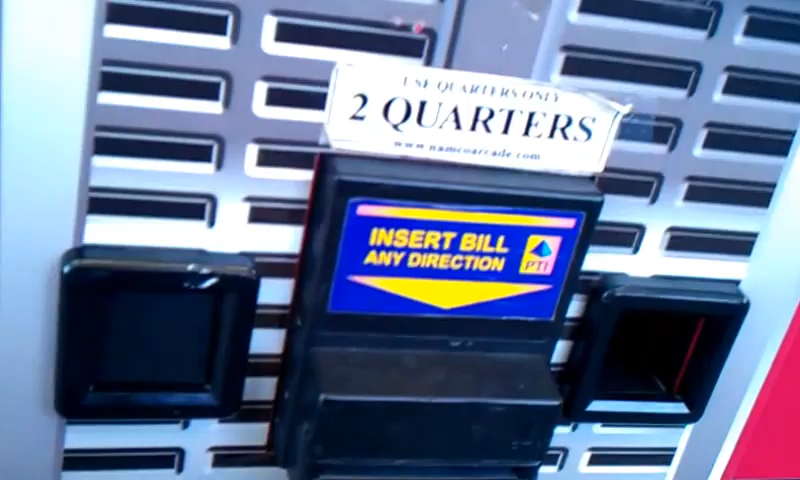 USE QUARTERS ONLY
2 QUARTERS
www.namcoarcade.com
INSERT BILL
ANY DIRECTION
PTI